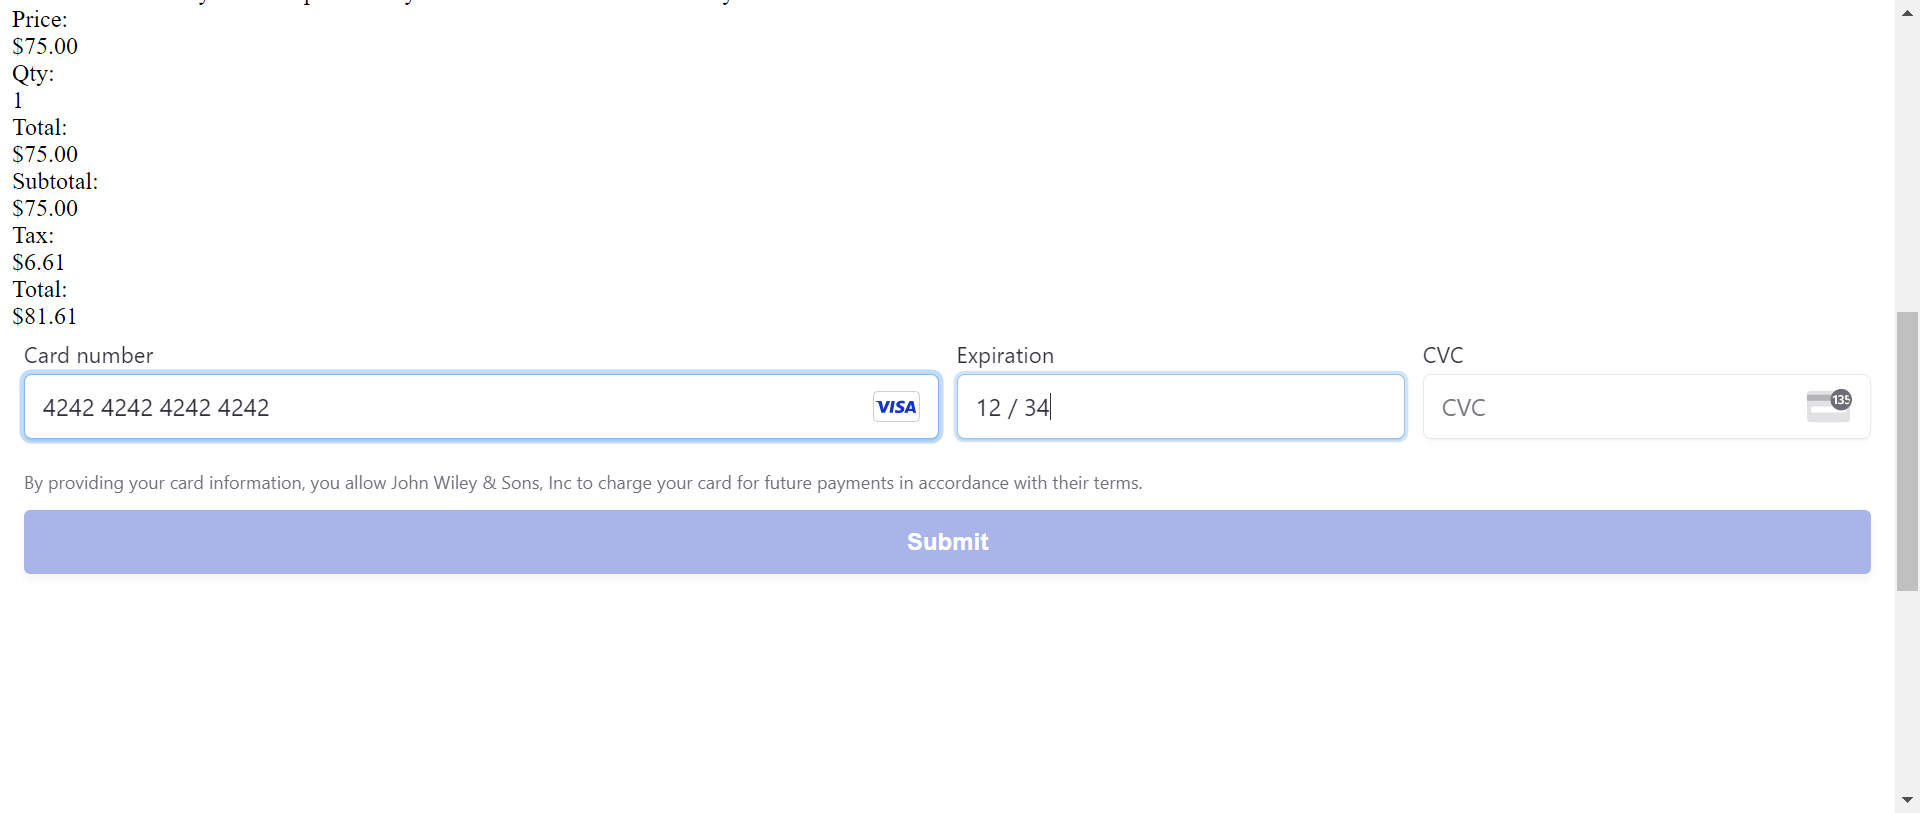 Price:
$75.00
Qty:
1
Total:
$75.00
Subtotal:
$75.00
Tax:
$6.61
Total:
$81.61
Card number Expiration CVC
4242 4242 4242 4242 VISA 12 / 34 CVC 135
By providing your card information, you allow John Wiley & Sons, Inc to charge your card for future payments in accordance with their terms.
Submit